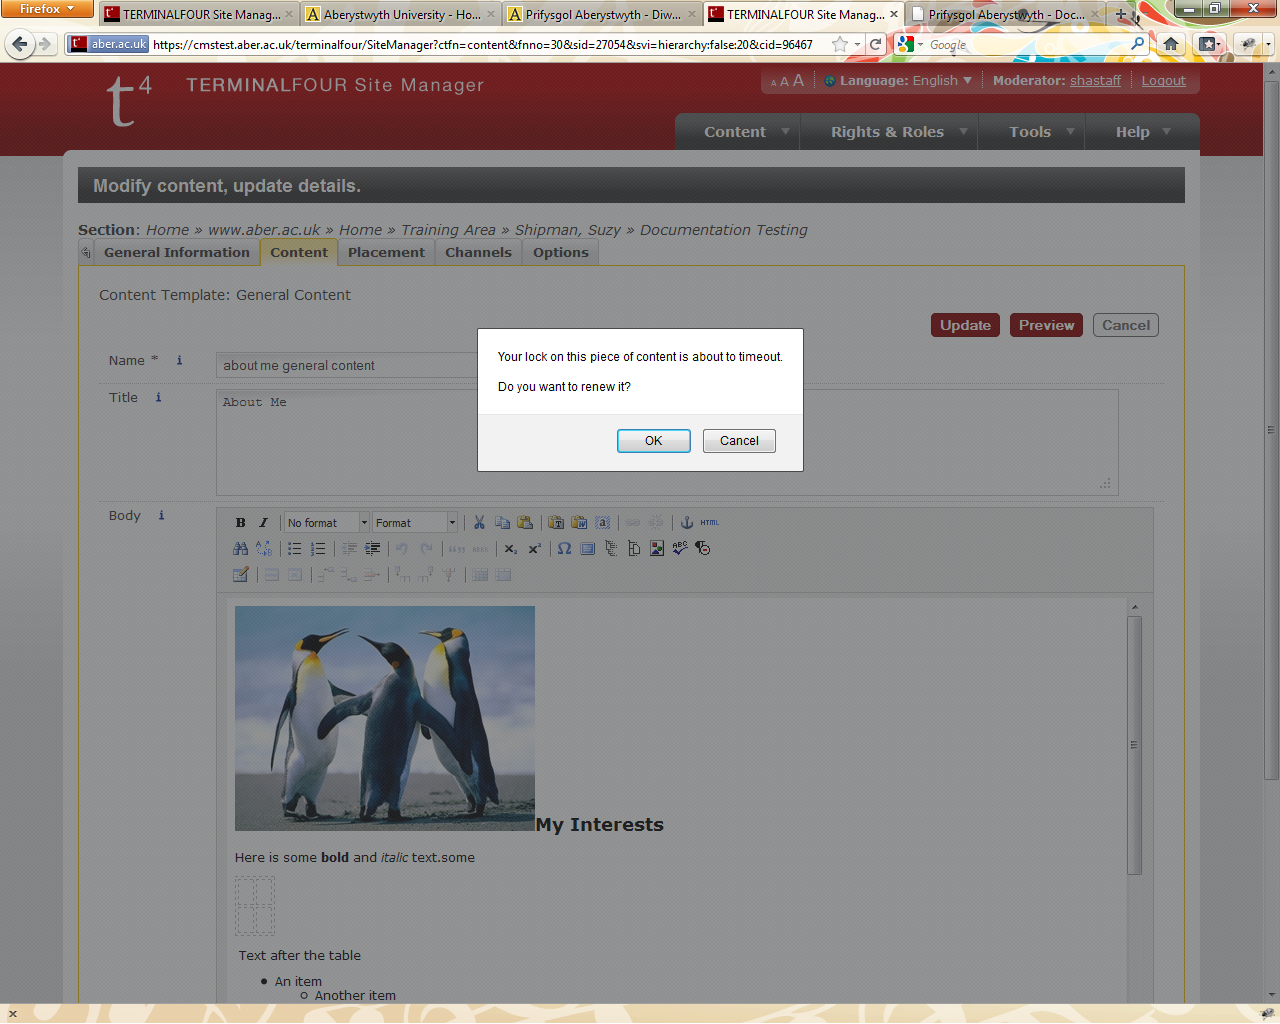 Firefox
TERMINALFOUR Site Manag...
Aberystwyth University - Ho...
Prifysgol Aberystwyth - Diw...
TERMINALFOUR Site Manag...
Prifysgol Aberystwyth - Doc...
aber.ac.uk
https://cmstest.aber.ac.uk/terminalfour/SiteManager?ctfn=content&fnno=30&sid=27054&svi=hierarchy:false:20&cid=96467
Google
t4
TERMINALFOUR Site Manager
A A A
Language: English
Moderator: shastaff
Logout
Content
Rights & Roles
Tools
Help
Modify content, update details.
Section: Home » www.aber.ac.uk » Home » Training Area » Shipman, Suzy » Documentation Testing
General Information
Content
Placement
Channels
Options
Content Template: General Content
Update
Preview
Cancel
Name *
about me general content
Your lock on this piece of content is about to timeout.
Do you want to renew it?
OK
Cancel
Title
About Me
Body
B I
No format
Format
HTML
ABC
My Interests
Here is some bold and italic text.some
Text after the table
An item
Another item